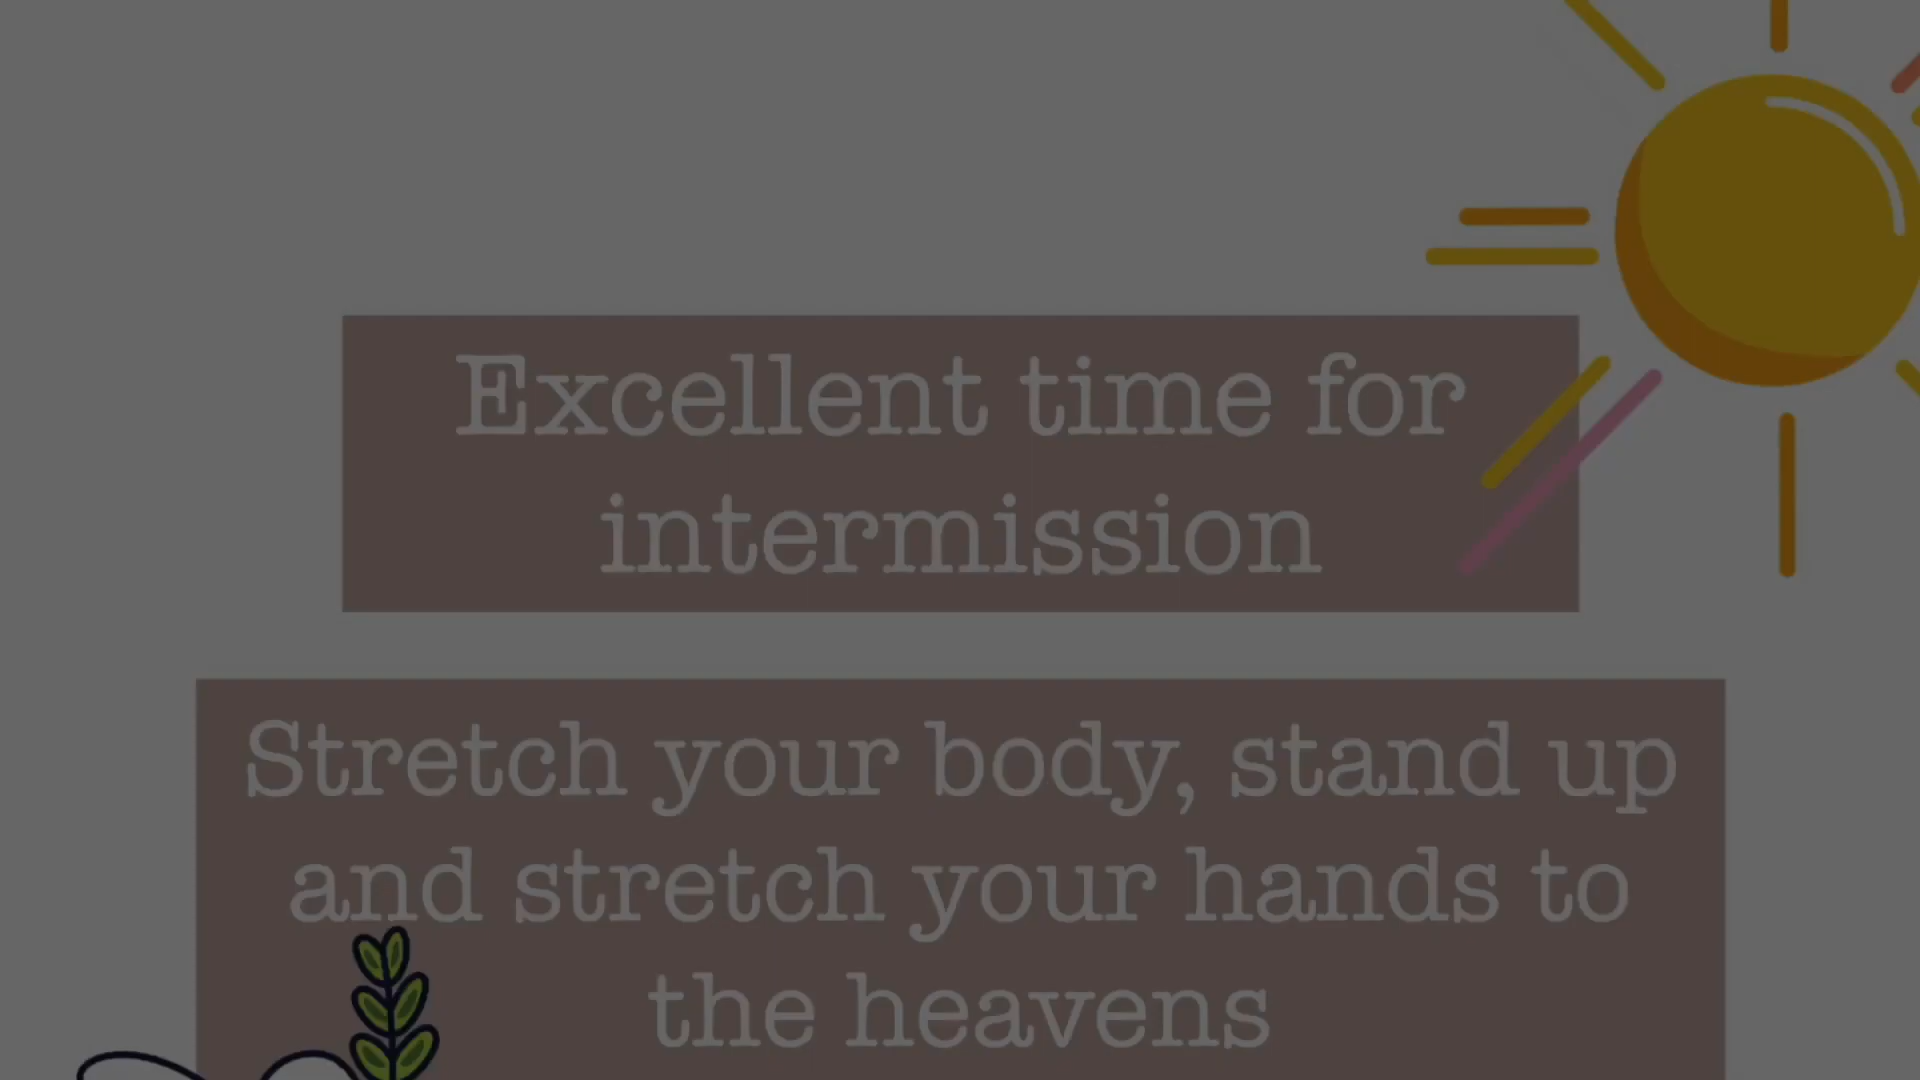 Excellent time for
intermission
Stretch your body, stand up
and stretch your hands to
the heavens